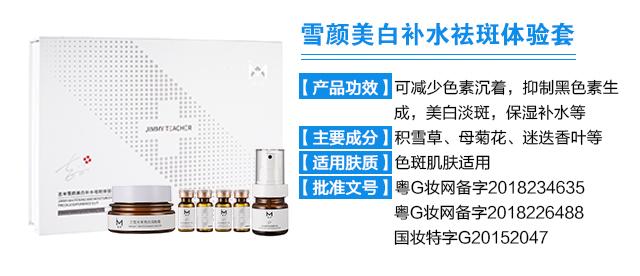 雪颜美白补水祛斑体验套
【产品功效】可减少色素沉着，抑制黑色素生
成，美白淡斑，保湿补水等
【主要成分】积雪草、母菊花、迷迭香叶等
【适用肤质】色斑肌肤适用
【批准文号】粤G妆网备字2018234635
粤G妆网备字2018226488
国妆特字G20152047
JIMMY TEACHER